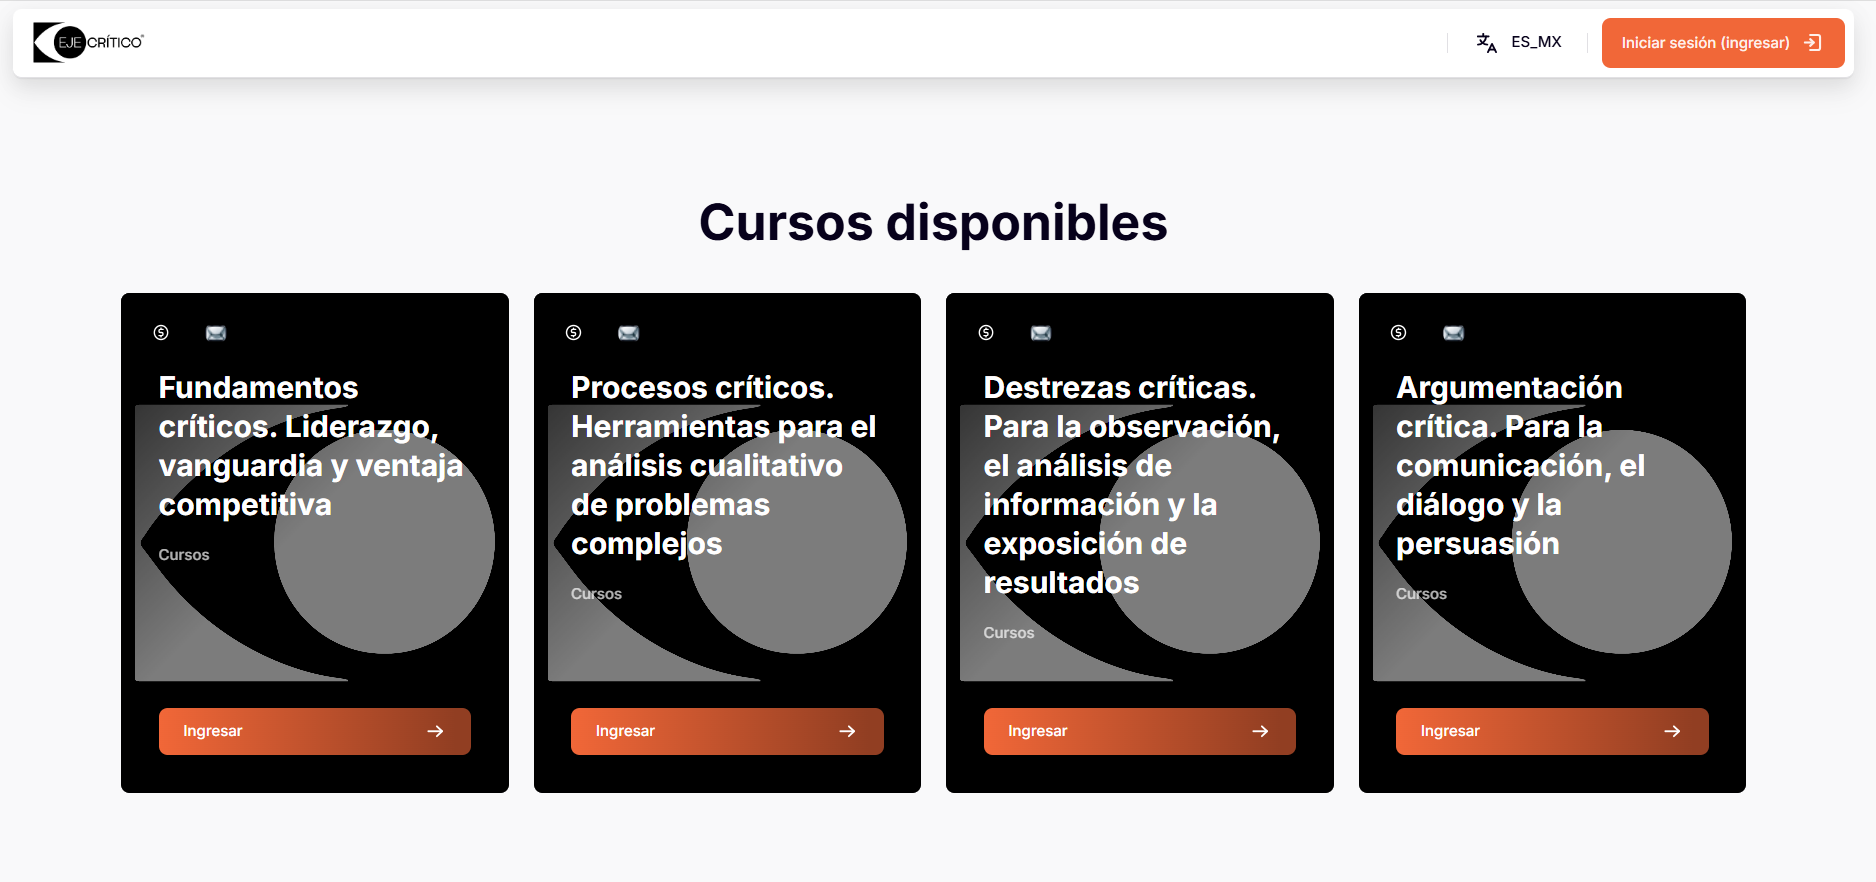 EJE CRÍTICO®
ES_MX
Iniciar sesión (ingresar)
Cursos disponibles
Fundamentos
críticos. Liderazgo,
vanguardia y ventaja
competitiva
Cursos
Ingresar
Procesos críticos.
Herramientas para el
análisis cualitativo
de problemas
complejos
Cursos
Ingresar
Destrezas críticas.
Para la observación,
el análisis de
información y la
exposición de
resultados
Cursos
Ingresar
Argumentación
crítica. Para la
comunicación, el
diálogo y la
persuasión
Cursos
Ingresar